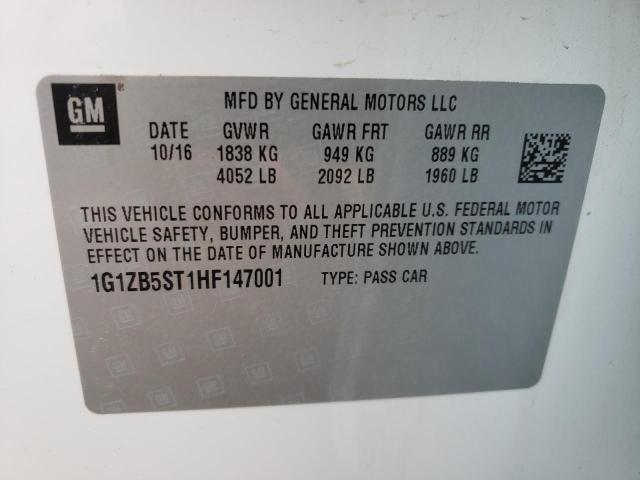 GM
MFD BY GENERAL MOTORS LLC
DATE GVWR GAWR FRT GAWR RR
10/16 1838 KG 949 KG 889 KG
4052 LB 2092 LB 1960 LB
THIS VEHICLE CONFORMS TO ALL APPLICABLE U.S. FEDERAL MOTOR
VEHICLE SAFETY, BUMPER, AND THEFT PREVENTION STANDARDS IN
EFFECT ON THE DATE OF MANUFACTURE SHOWN ABOVE.
1G1ZB5ST1HF147001 TYPE: PASS CAR